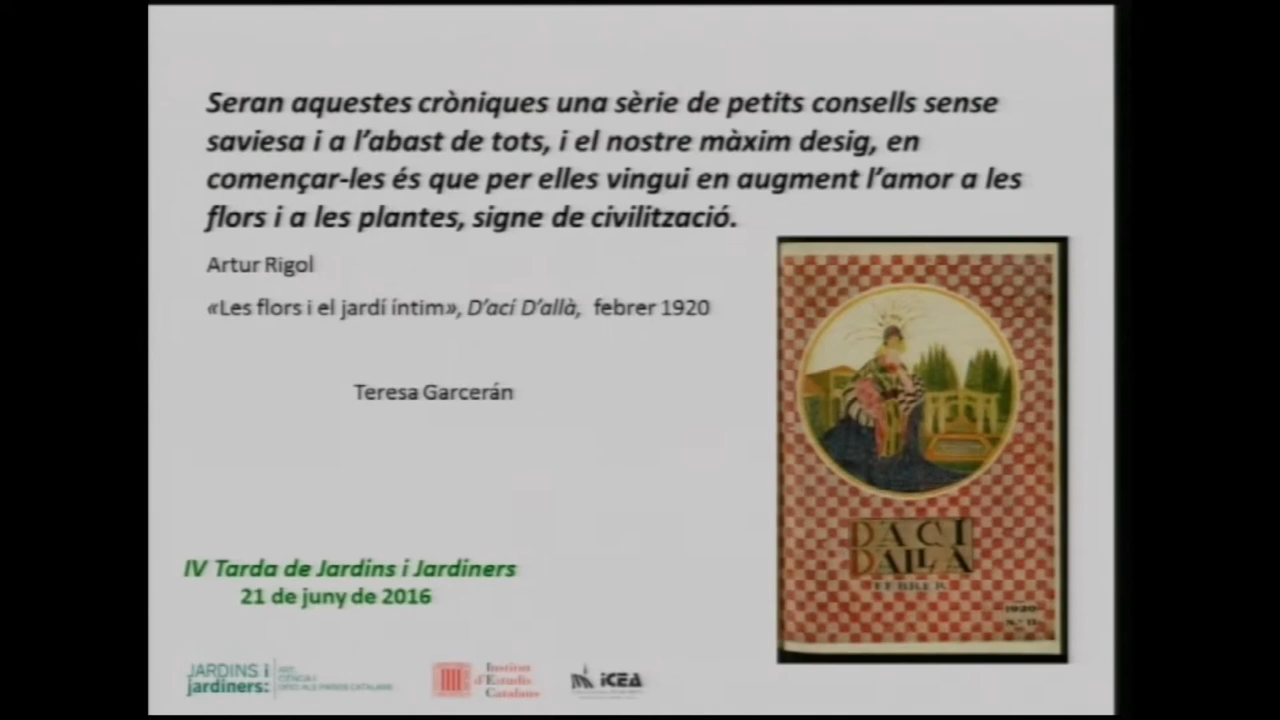 Seran aquestes cròniques una sèrie de petits consells sense
saviesa i a l'abast de tots, i el nostre màxim desig, en
començar-les és que per elles vingui en augment l'amor a les
flors i a les plantes, signe de civilització.
Artur Rigol
«Les flors i el jardí íntim», D'ací D'allà, febrer 1920
Teresa Garcerán
D'ACI
D'ALLÀ
FEBRER
1920
IV Tarda de Jardins i Jardiners
21 de juny de 2016
JARDINS i
jardiners:
Institut
d'Estudis
Catalans
iCEA